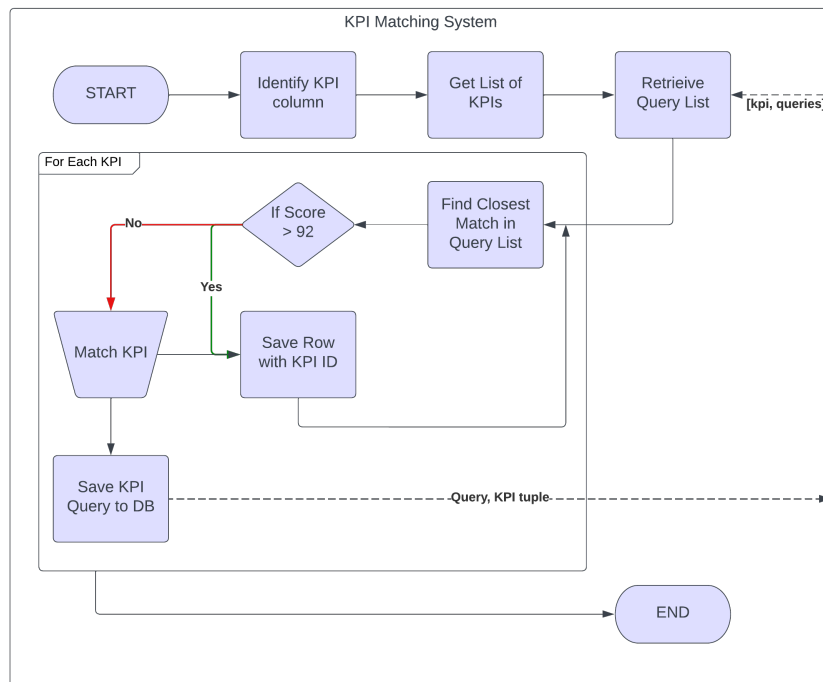 KPI Matching System
START
Identify KPI
column
Get List of
KPIs
Retrieive
Query List
[kpi, queries]
For Each KPI
If Score
> 92
Find Closest
Match in
Query List
No
Yes
Match KPI
Save Row
with KPI ID
Save KPI
Query to DB
Query, KPI tuple
END